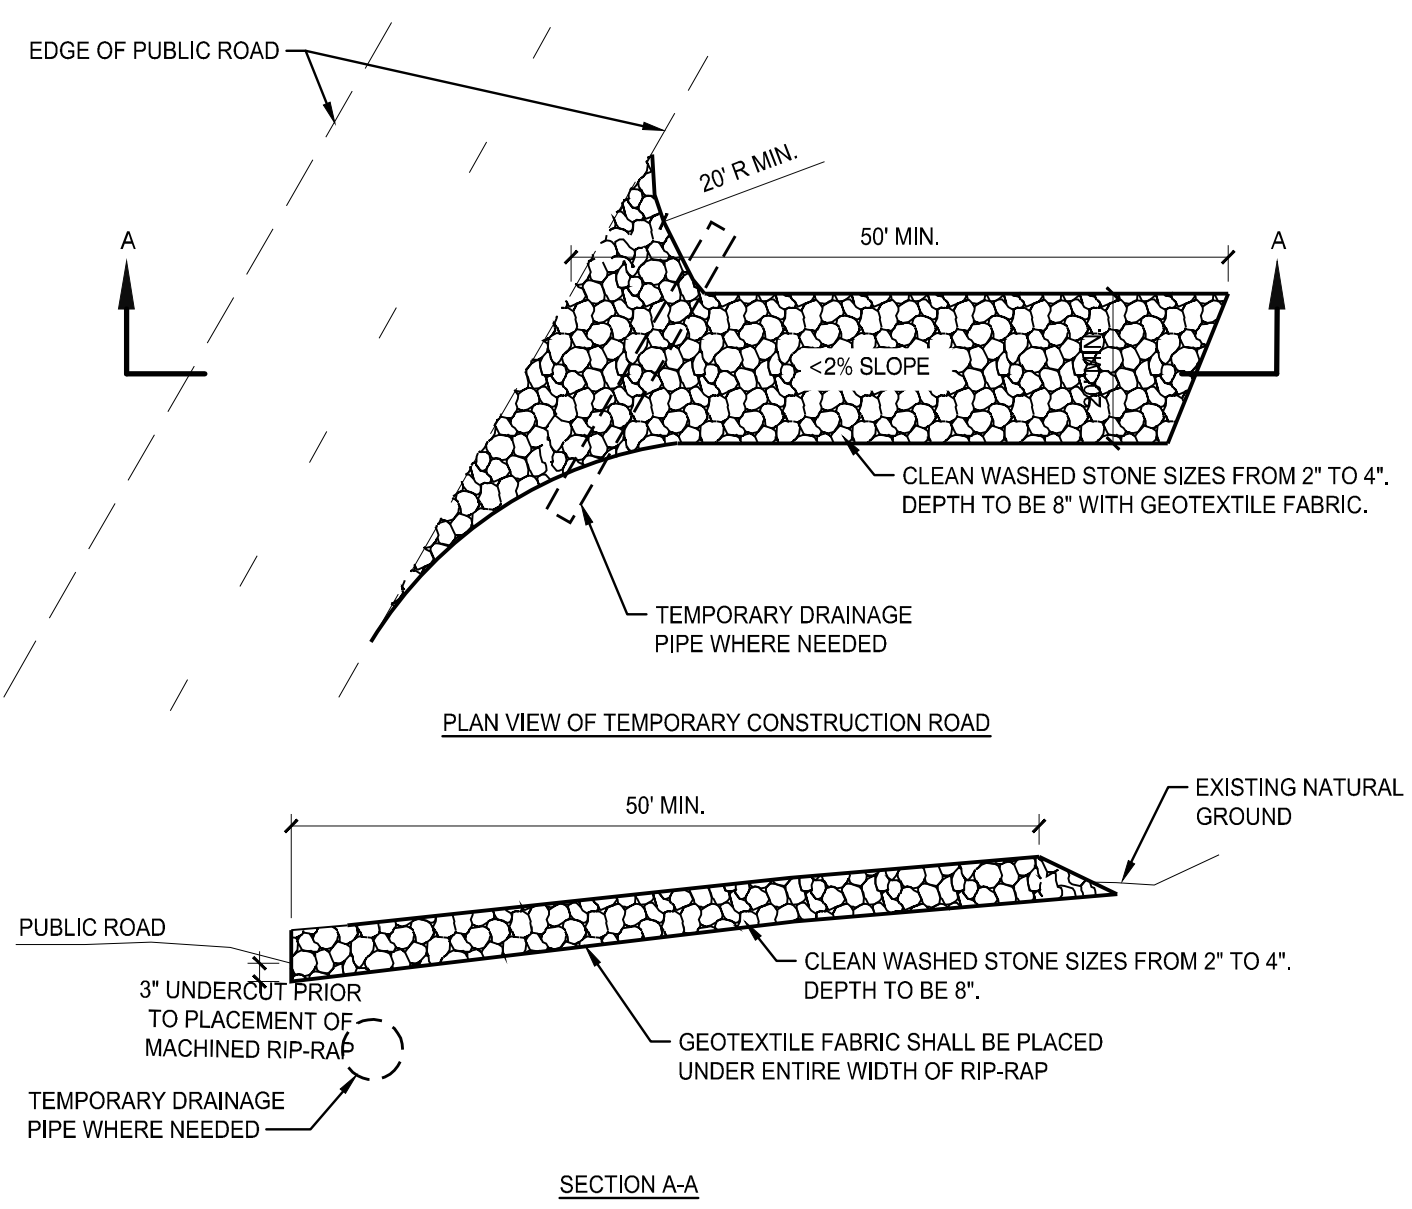 EDGE OF PUBLIC ROAD
20' R MIN.
A
50' MIN.
A
20' MIN.
<2% SLOPE
CLEAN WASHED STONE SIZES FROM 2" TO 4".
DEPTH TO BE 8" WITH GEOTEXTILE FABRIC.
TEMPORARY DRAINAGE
PIPE WHERE NEEDED
PLAN VIEW OF TEMPORARY CONSTRUCTION ROAD
50' MIN.
EXISTING NATURAL
GROUND
PUBLIC ROAD
CLEAN WASHED STONE SIZES FROM 2" TO 4".
DEPTH TO BE 8".
3" UNDERCUT PRIOR
TO PLACEMENT OF
MACHINED RIP-RAP
GEOTEXTILE FABRIC SHALL BE PLACED
UNDER ENTIRE WIDTH OF RIP-RAP
TEMPORARY DRAINAGE
PIPE WHERE NEEDED
SECTION A-A